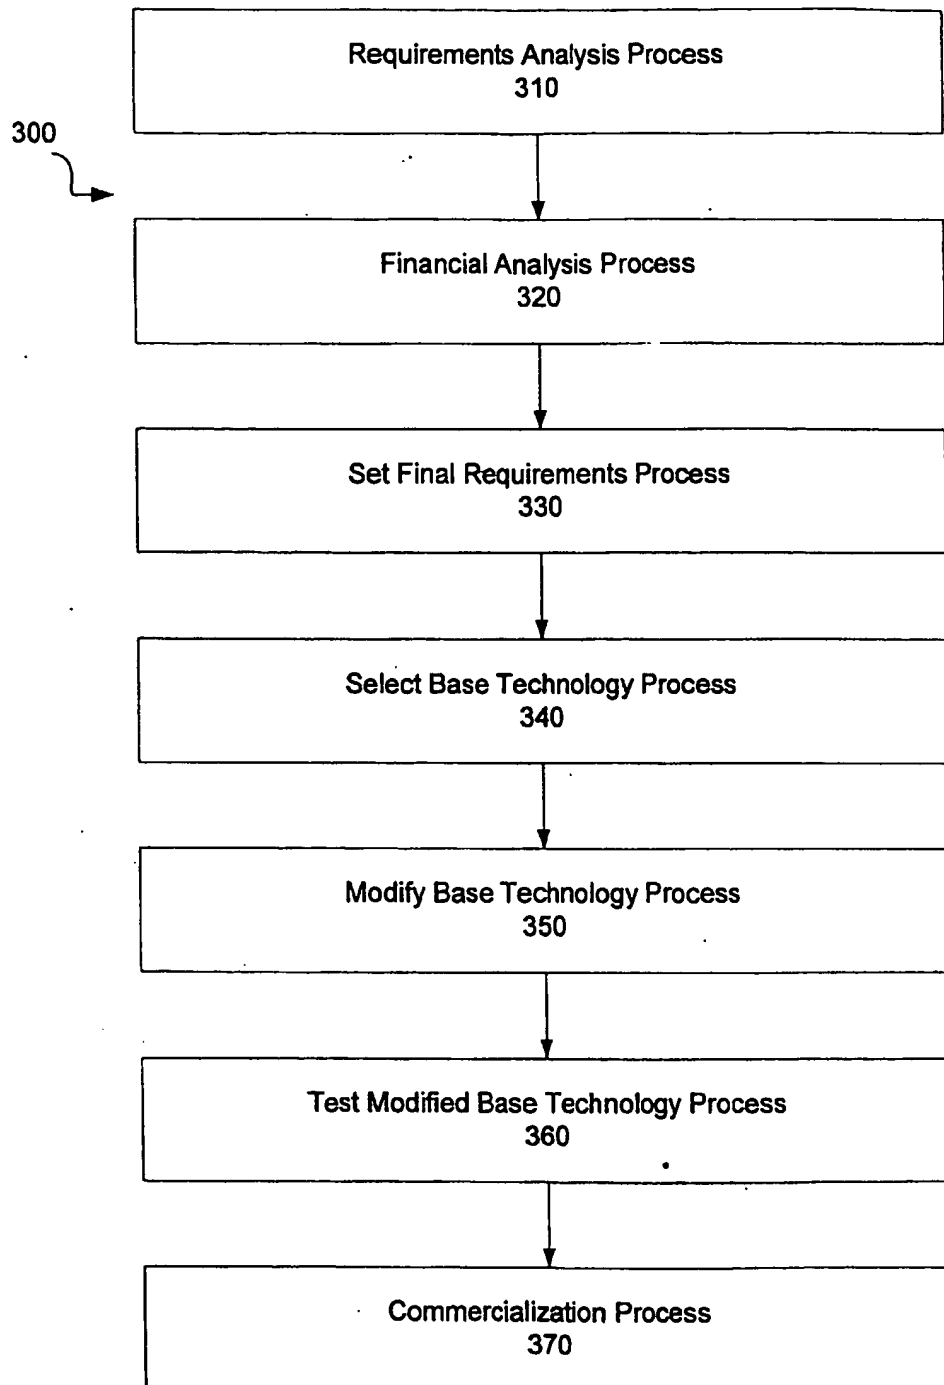 Requirements Analysis Process
310
300
Financial Analysis Process
320
Set Final Requirements Process
330
Select Base Technology Process
340
Modify Base Technology Process
350
Test Modified Base Technology Process
360
Commercialization Process
370